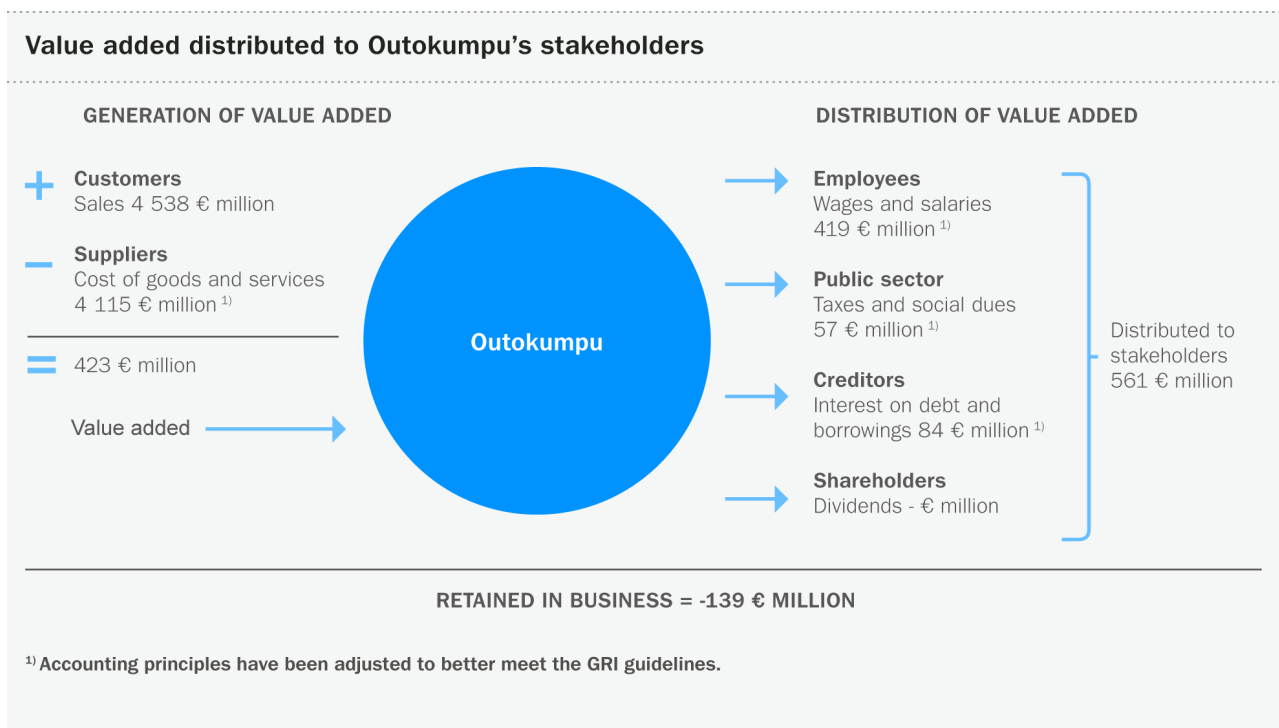 Value added distributed to Outokumpu’s stakeholders
GENERATION OF VALUE ADDED
Customers
Sales 4 538 € million
Suppliers
Cost of goods and services
4 115 € million 1)
423 € million
Value added
Outokumpu
DISTRIBUTION OF VALUE ADDED
Employees
Wages and salaries
419 € million 1)
Public sector
Taxes and social dues
57 € million 1)
Creditors
Interest on debt and
borrowings 84 € million 1)
Shareholders
Dividends - € million
Distributed to
stakeholders
561 € million
RETAINED IN BUSINESS = -139 € MILLION
1) Accounting principles have been adjusted to better meet the GRI guidelines.